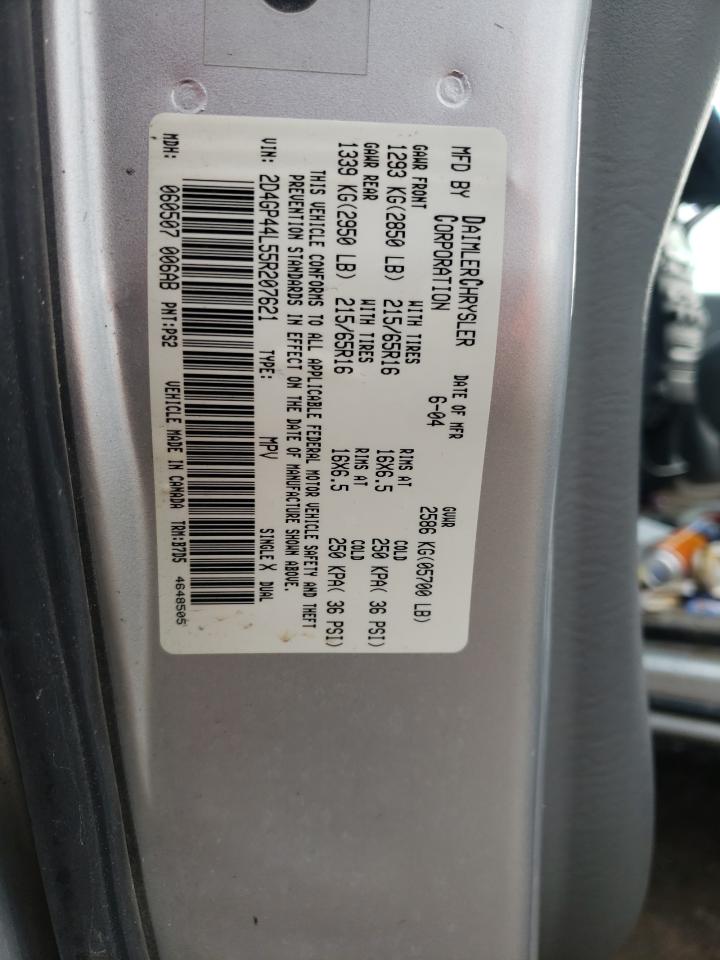 MFD BY DAIMLERCHRYSLER
CORPORATION
DATE OF MFR
6-04
GVWR
2586 KG(05700 LB)
GAWR FRONT
WITH TIRES
RIMS AT
COLD
1293 KG(2850 LB) 215/65R16 16X6.5 250 KPA( 36 PSI)
GAWR REAR
WITH TIRES
RIMS AT
COLD
1339 KG(2950 LB) 215/65R16 16X6.5 250 KPA( 36 PSI)
THIS VEHICLE CONFORMS TO ALL APPLICABLE FEDERAL MOTOR VEHICLE SAFETY AND THEFT
PREVENTION STANDARDS IN EFFECT ON THE DATE OF MANUFACTURE SHOWN ABOVE.
VIN: 2D4GP44L55R207621 TYPE: MPV SINGLE X DUAL
MDH: 060507 006AB PNT:PS2 VEHICLE MADE IN CANADA TRM:B7D5 4648505